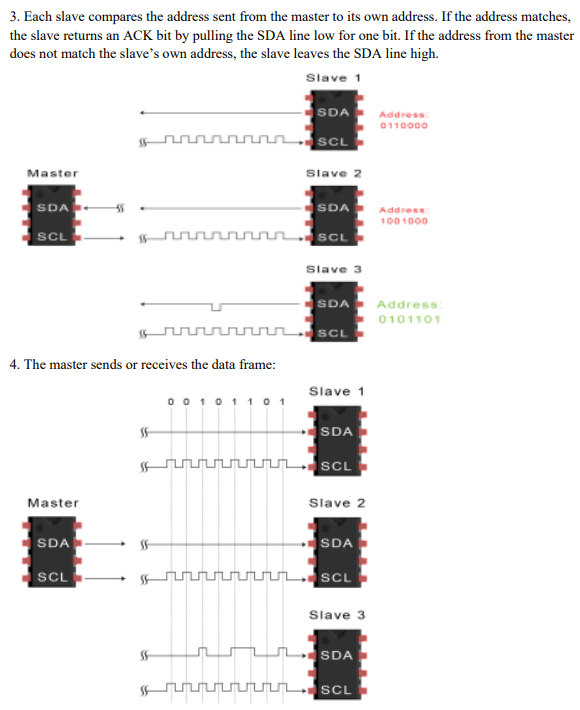 3. Each slave compares the address sent from the master to its own address. If the address matches,
the slave returns an ACK bit by pulling the SDA line low for one bit. If the address from the master
does not match the slave’s own address, the slave leaves the SDA line high.
Slave 1
SDA
Address:
0110000
SCL
Master
Slave 2
SDA
SDA
Address:
1001000
SCL
SCL
Slave 3
SDA
Address:
0101101
SCL
4. The master sends or receives the data frame:
Slave 1
0 0 1 0 1 1 0 1
SDA
SCL
Master
Slave 2
SDA
SDA
SCL
SCL
Slave 3
SDA
SCL